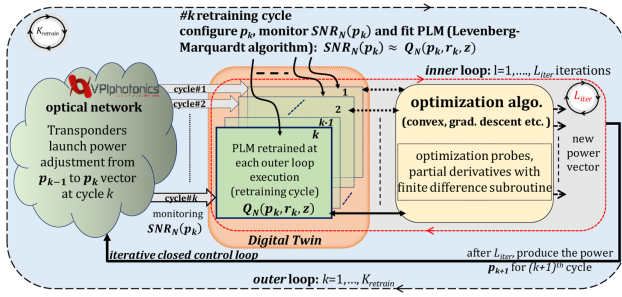 #k retraining cycle
configure p_k, monitor SNR_N(p_k) and fit PLM (Levenberg-
Marquardt algorithm): SNR_N(p_k) ≈ Q_N(p_k, r_k, z)
K_retrain
inner loop: l=1,…, L_iter iterations
VPIphotonics
optical network
Transponders
launch power
adjustment from
p_k−1 to p_k vector
at cycle k
cycle#1
cycle#2
cycle#k
monitoring
SNR_N(p_k)
1
2
k-1
k
PLM retrained at
each outer loop
execution
(retraining cycle)
Q_N(p_k, r_k, z)
Digital Twin
optimization algo.
(convex, grad. descent etc.)
optimization probes,
partial derivatives with
finite difference subroutine
L_iter
new
power
vector
iterative closed control loop
after L_iter, produce the power
p_k+1 for (k+1)^th cycle
outer loop: k=1,…, K_retrain